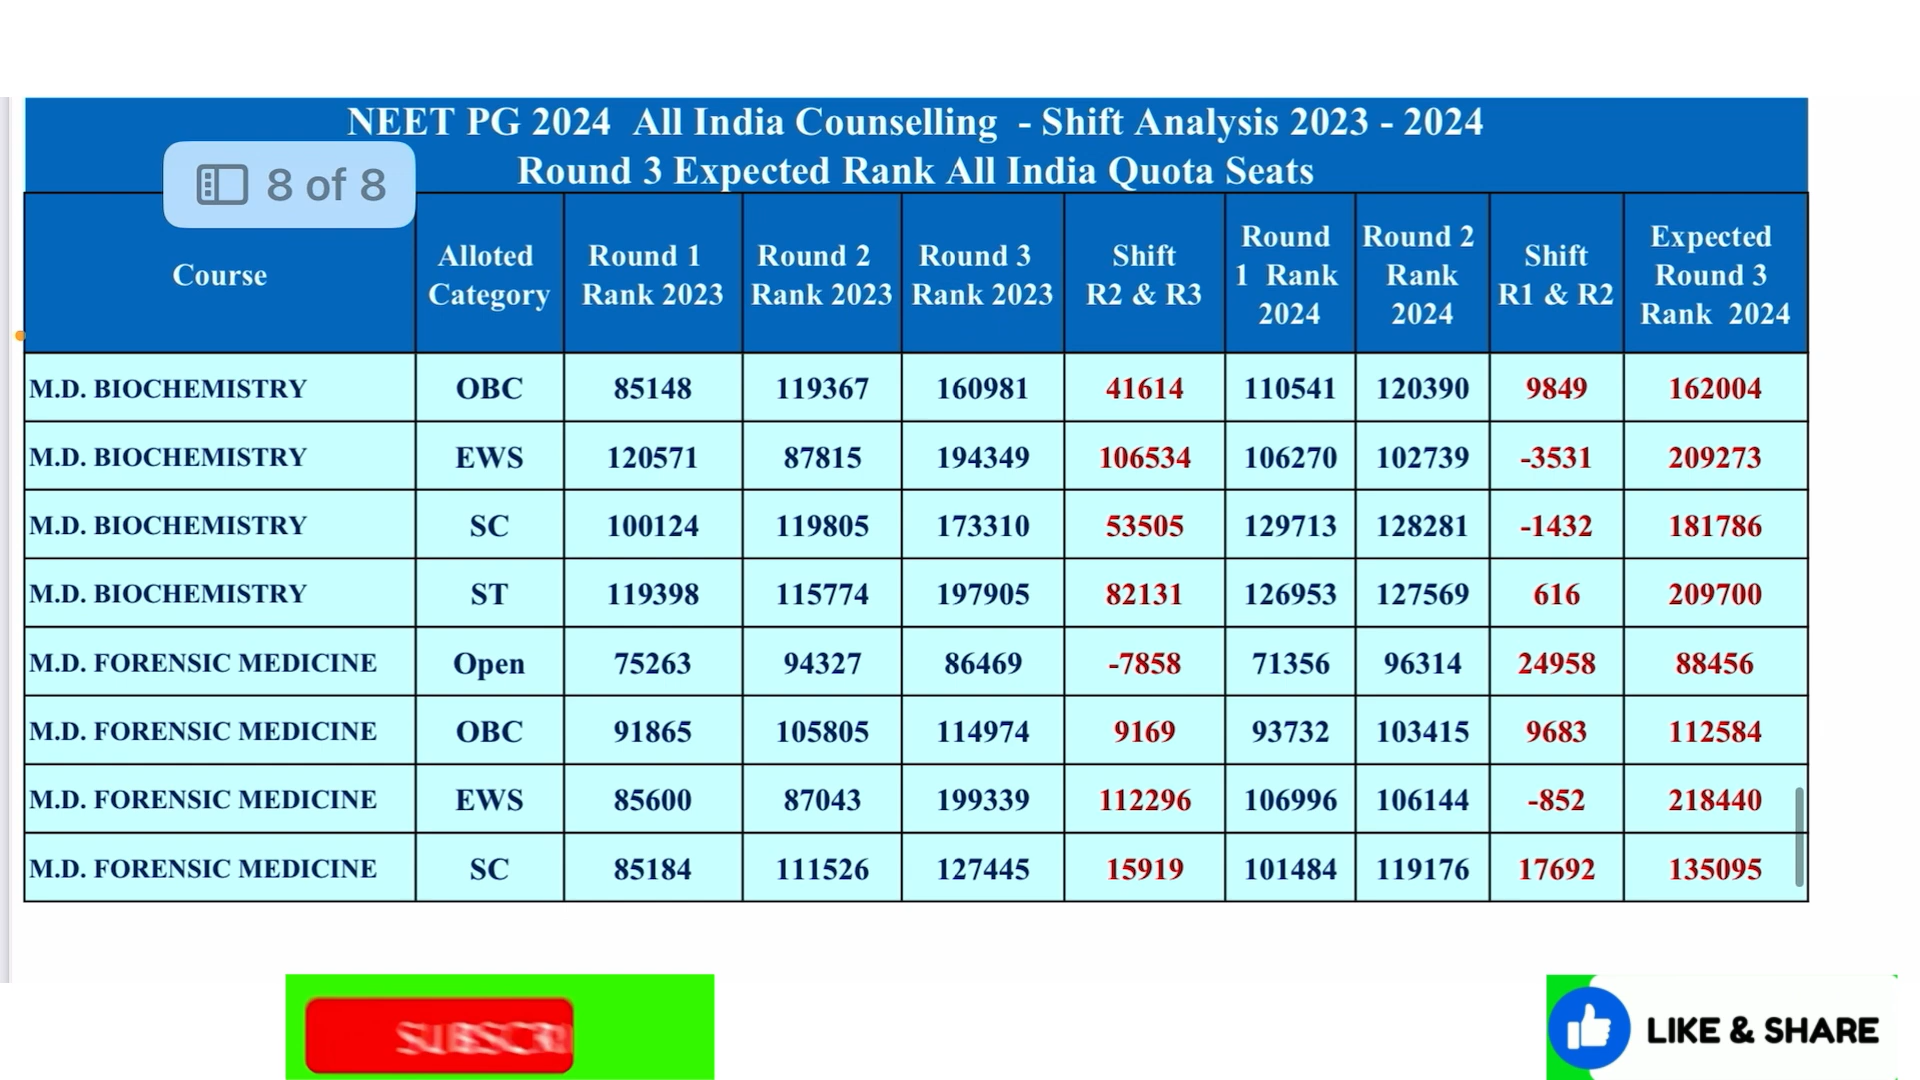 NEET PG 2024 All India Counselling - Shift Analysis 2023 - 2024
Round 3 Expected Rank All India Quota Seats
8 of 8
Course Alloted Category Round 1 Rank 2023 Round 2 Rank 2023 Round 3 Rank 2023 Shift R2 & R3 Round 1 Rank 2024 Round 2 Rank 2024 Shift R1 & R2 Expected Round 3 Rank 2024
M.D. BIOCHEMISTRY OBC 85148 119367 160981 41614 110541 120390 9849 162004
M.D. BIOCHEMISTRY EWS 120571 87815 194349 106534 106270 102739 -3531 209273
M.D. BIOCHEMISTRY SC 100124 119805 173310 53505 129713 128281 -1432 181786
M.D. BIOCHEMISTRY ST 119398 115774 197905 82131 126953 127569 616 209700
M.D. FORENSIC MEDICINE Open 75263 94327 86469 -7858 71356 96314 24958 88456
M.D. FORENSIC MEDICINE OBC 91865 105805 114974 9169 93732 103415 9683 112584
M.D. FORENSIC MEDICINE EWS 85600 87043 199339 112296 106996 106144 -852 218440
M.D. FORENSIC MEDICINE SC 85184 111526 127445 15919 101484 119176 17692 135095
LIKE & SHARE